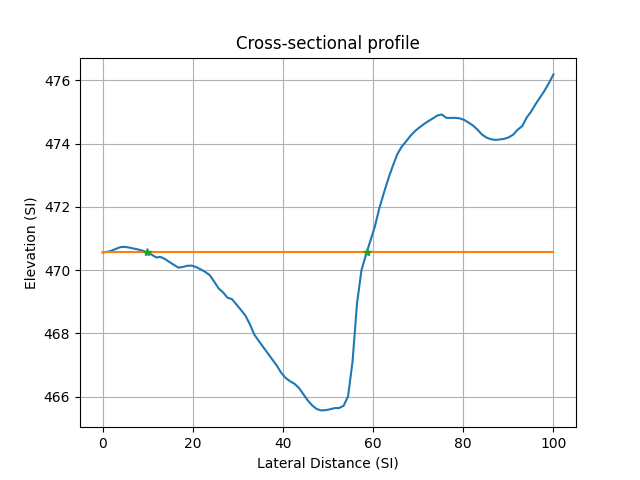 Cross-sectional profile
476
474
472
470
468
466
Elevation (SI)
0 20 40 60 80 100
Lateral Distance (SI)